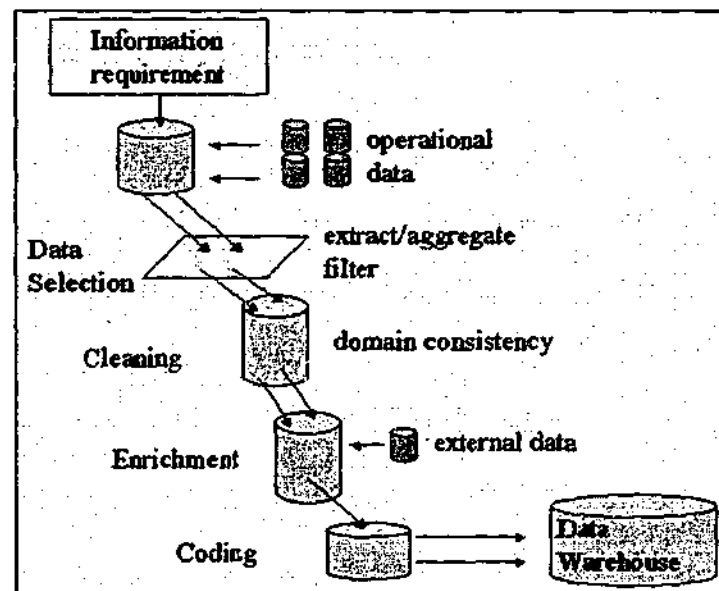 Information
requirement
operational
data
extract/aggregate
filter
Data
Selection
domain consistency
Cleaning
external data
Enrichment
Data
Warehouse
Coding